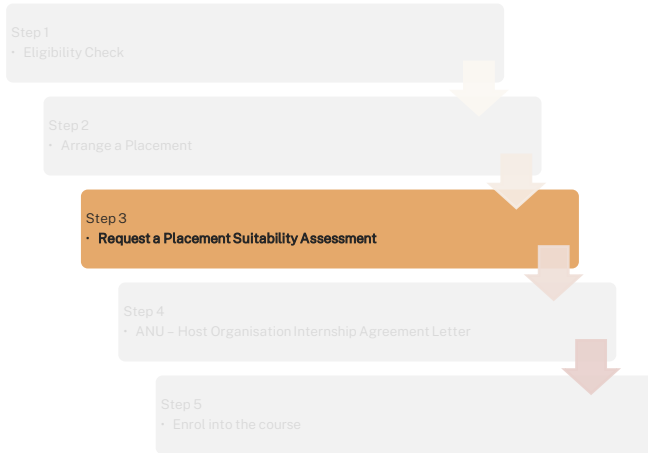 Step 1
• Eligibility Check
Step 2
• Arrange a Placement
Step 3
• Request a Placement Suitability Assessment
Step 4
• ANU – Host Organisation Internship Agreement Letter
Step 5
• Enrol into the course